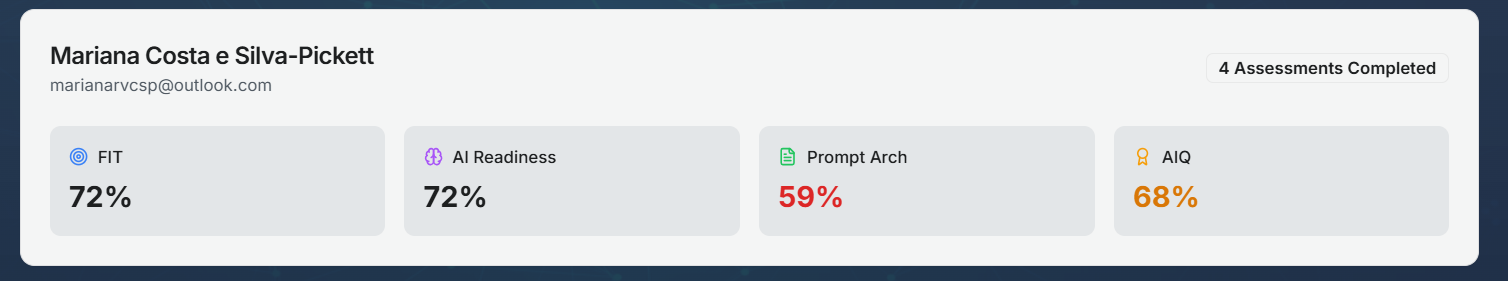 Mariana Costa e Silva-Pickett
marianarvcsp@outlook.com
4 Assessments Completed
FIT
72%
AI Readiness
72%
Prompt Arch
59%
AIQ
68%